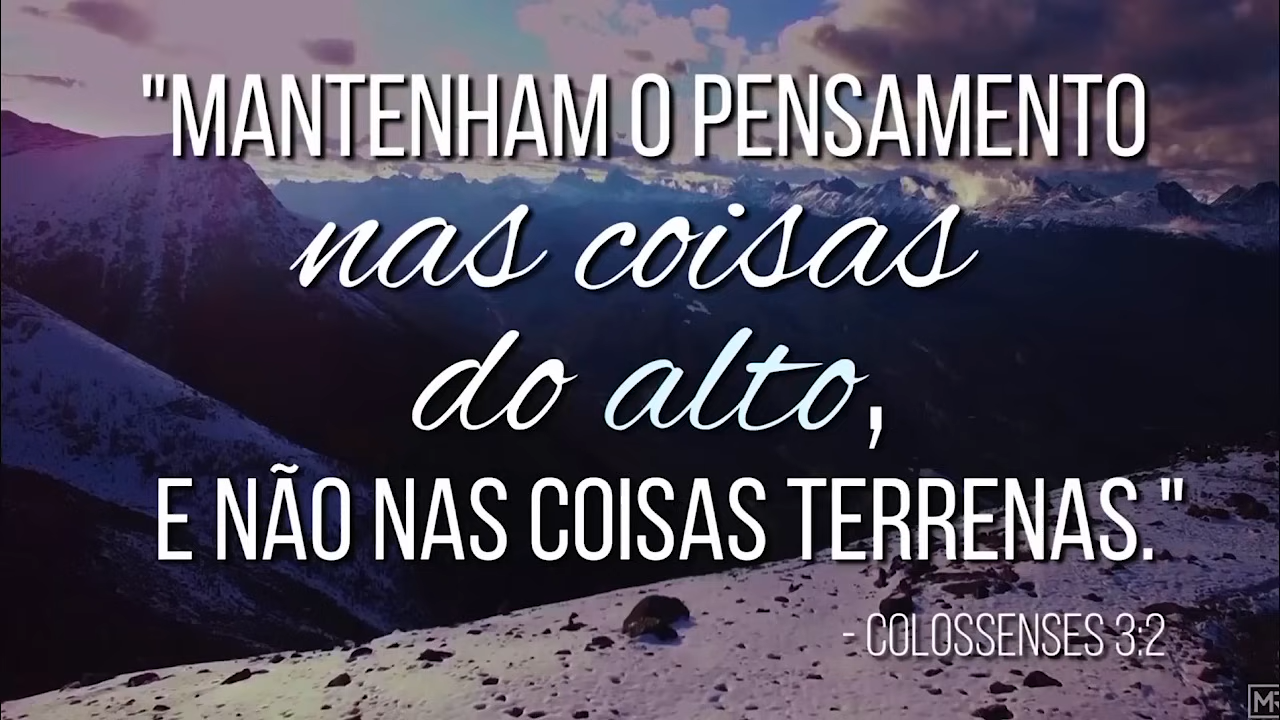 "MANTENHAM O PENSAMENTO
nas coisas
do alto,
E NÃO NAS COISAS TERRENAS."
- COLOSSENSES 3:2